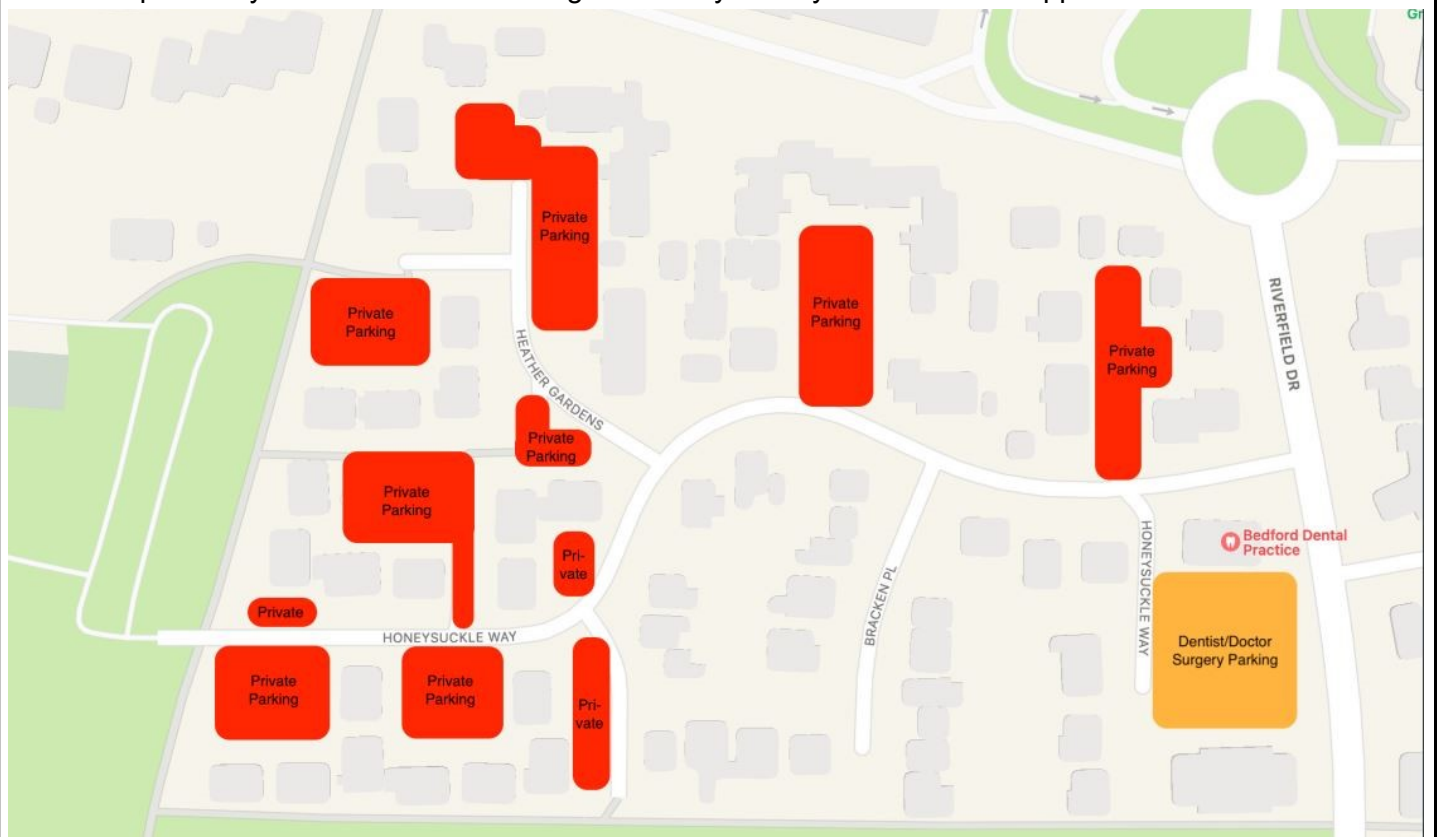 Gr
Private
Parking
Private
Parking
Private
Parking
Private
Parking
RIVERFIELD DR
HEATHER GARDENS
Private
Parking
Private
Parking
Pri-
vate
Bedford Dental
Practice
HONEYSUCKLE WAY
BRACKEN PL
Private
HONEYSUCKLE WAY
Dentist/Doctor
Surgery Parking
Private
Parking
Private
Parking
Pri-
vate